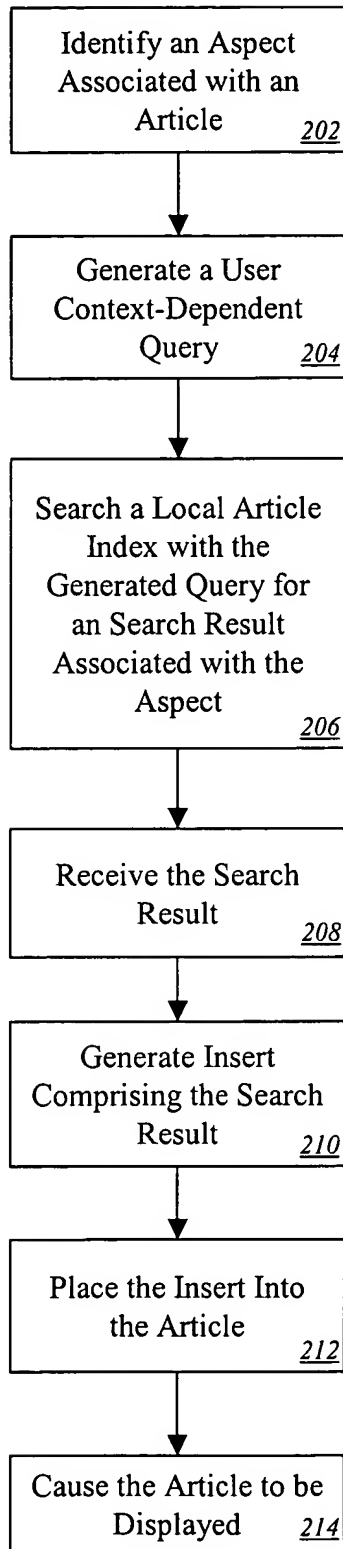 Identify an Aspect
Associated with an
Article
202
Generate a User
Context-Dependent
Query
204
Search a Local Article
Index with the
Generated Query for
an Search Result
Associated with the
Aspect
206
Receive the Search
Result
208
Generate Insert
Comprising the Search
Result
210
Place the Insert Into
the Article
212
Cause the Article to be
Displayed
214